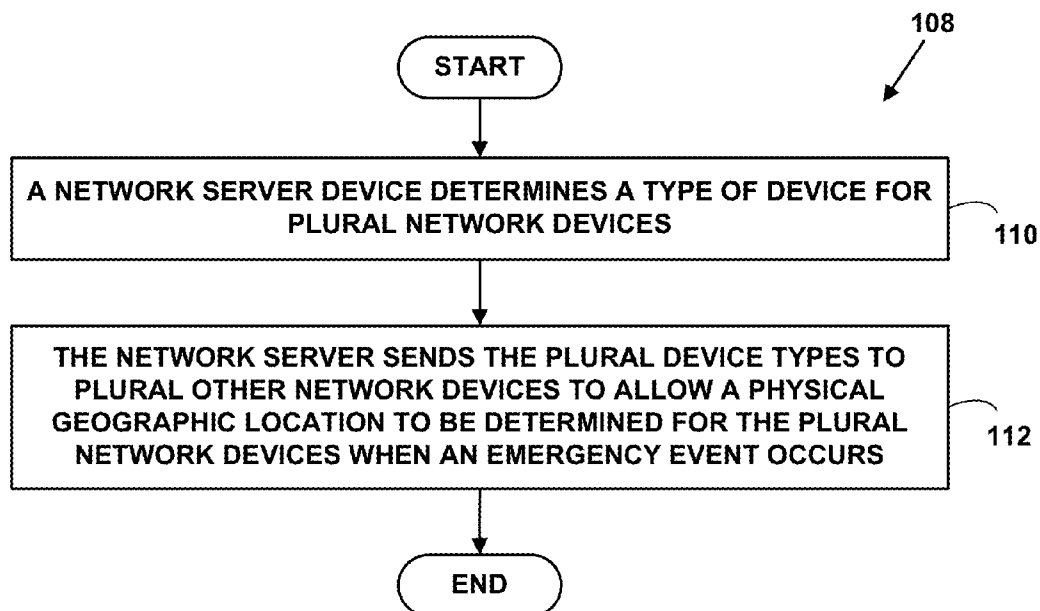 108
START
A NETWORK SERVER DEVICE DETERMINES A TYPE OF DEVICE FOR
PLURAL NETWORK DEVICES
110
THE NETWORK SERVER SENDS THE PLURAL DEVICE TYPES TO
PLURAL OTHER NETWORK DEVICES TO ALLOW A PHYSICAL
GEOGRAPHIC LOCATION TO BE DETERMINED FOR THE PLURAL
NETWORK DEVICES WHEN AN EMERGENCY EVENT OCCURS
112
END